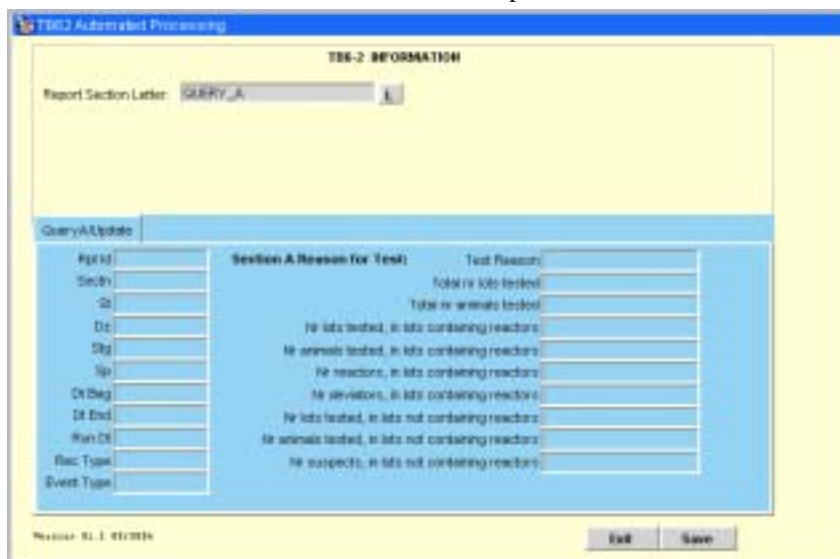 TB62 Automated Processing
TB6-2 INFORMATION
Report Section Letter QUERY_A L
Query A/Update
Rpt Id
Section A Reason for Test: Test Reason
Sectn
Total nr lots tested
St
Total nr animals tested
Dz
Nr lots tested, in lots containing reactors
Stg
Nr animals tested, in lots containing reactors
Sp
Nr reactors, in lots containing reactors
Dt Beg
Nr deviators, in lots containing reactors
Dt End
Nr lots tested, in lots not containing reactors
Run Dt
Nr animals tested, in lots not containing reactors
Rec Type
Nr suspects, in lots not containing reactors
Event Type
Version
Exit Save